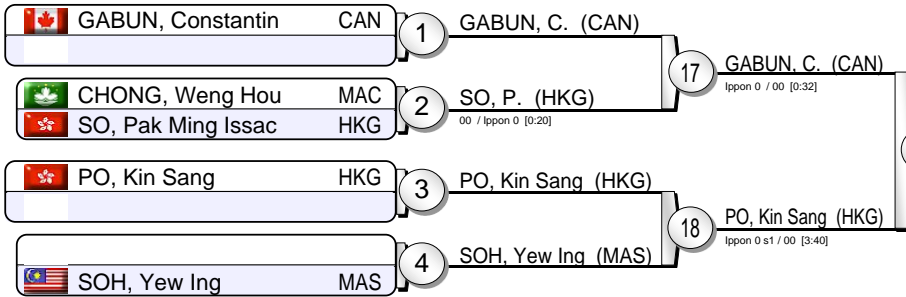 GABUN, Constantin CAN
1
GABUN, C. (CAN)
17
GABUN, C. (CAN)
Ippon 0 / 00 [0:32]
CHONG, Weng Hou MAC
SO, Pak Ming Issac HKG
2
SO, P. (HKG)
00 / Ippon 0 [0:20]
PO, Kin Sang HKG
3
PO, Kin Sang (HKG)
18
PO, Kin Sang (HKG)
Ippon 0 s1 / 00 [3:40]
SOH, Yew Ing MAS
4
SOH, Yew Ing (MAS)